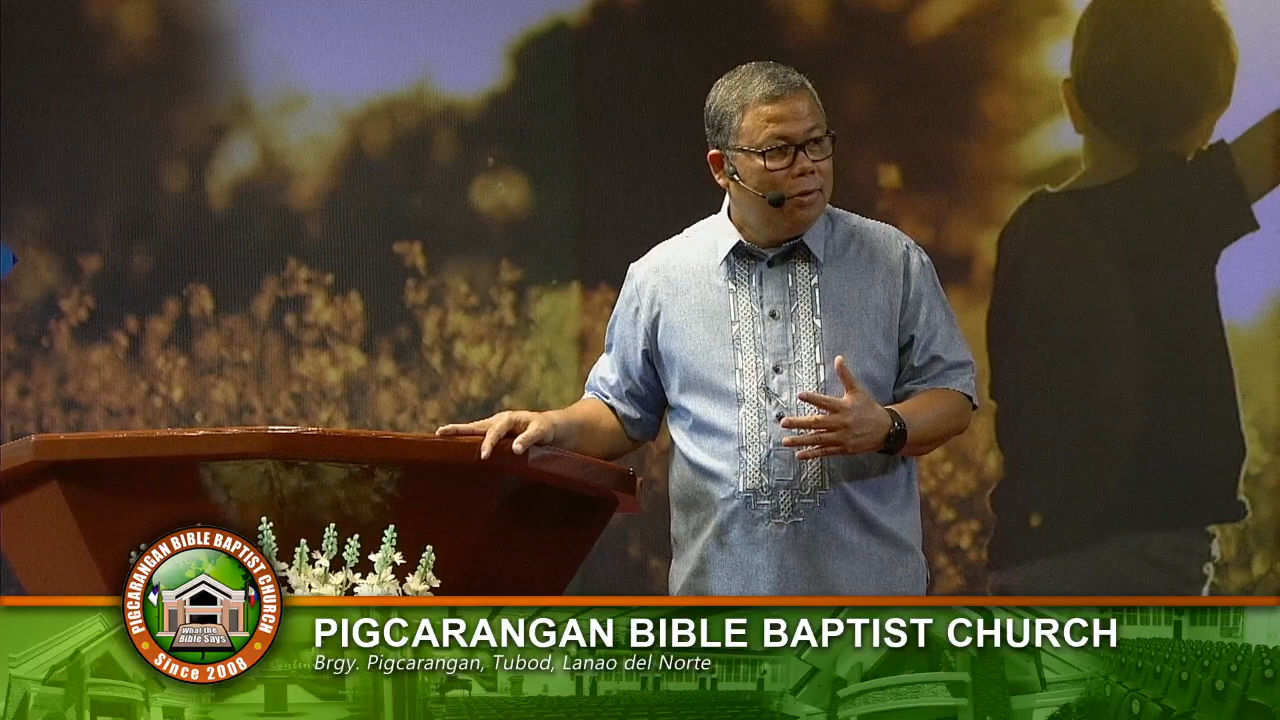 PIGCARANGAN BIBLE BAPTIST CHURCH
What the
Bible Says
Since 2008
PIGCARANGAN BIBLE BAPTIST CHURCH
Brgy. Pigcarangan, Tubod, Lanao del Norte